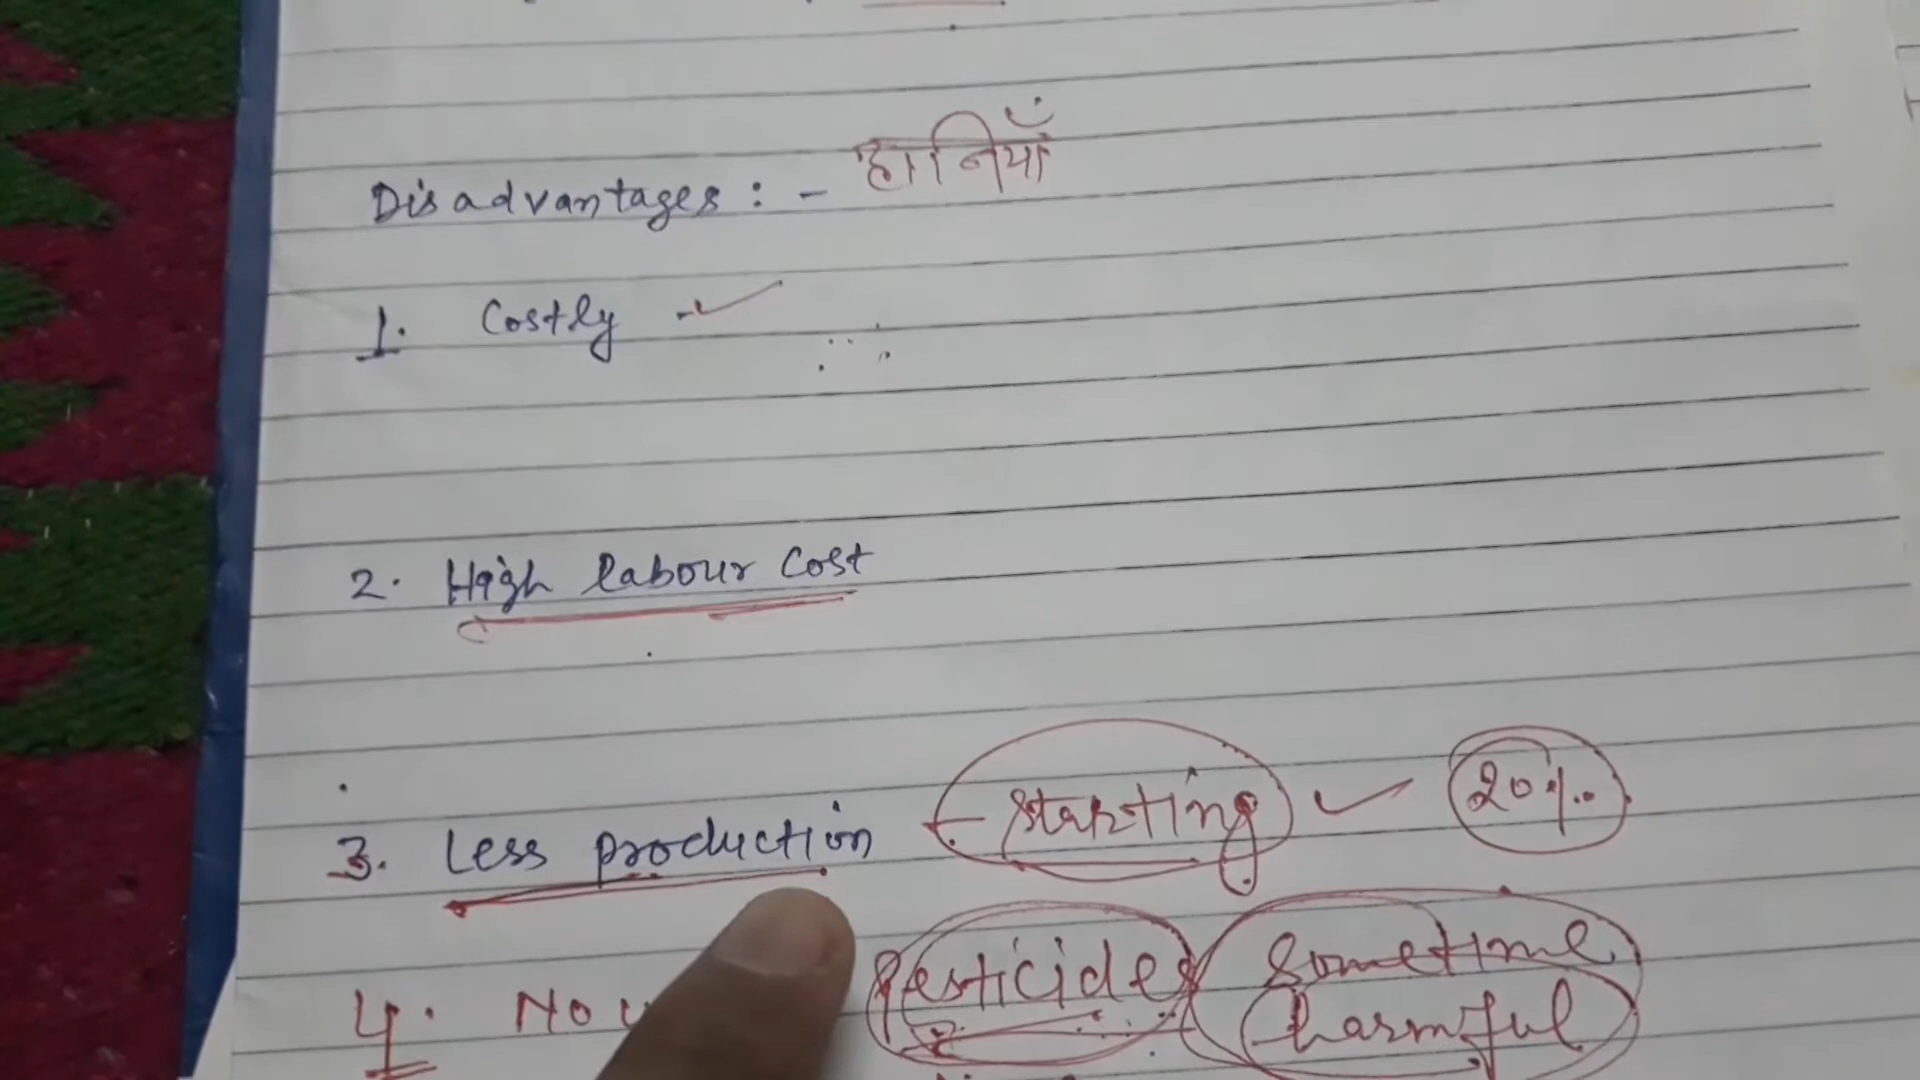 Disadvantages : - हानियाँ
1. Costly -
2. High labour cost
3. Less production - Starting 20%
4. No Pesticides Sometime
harmful